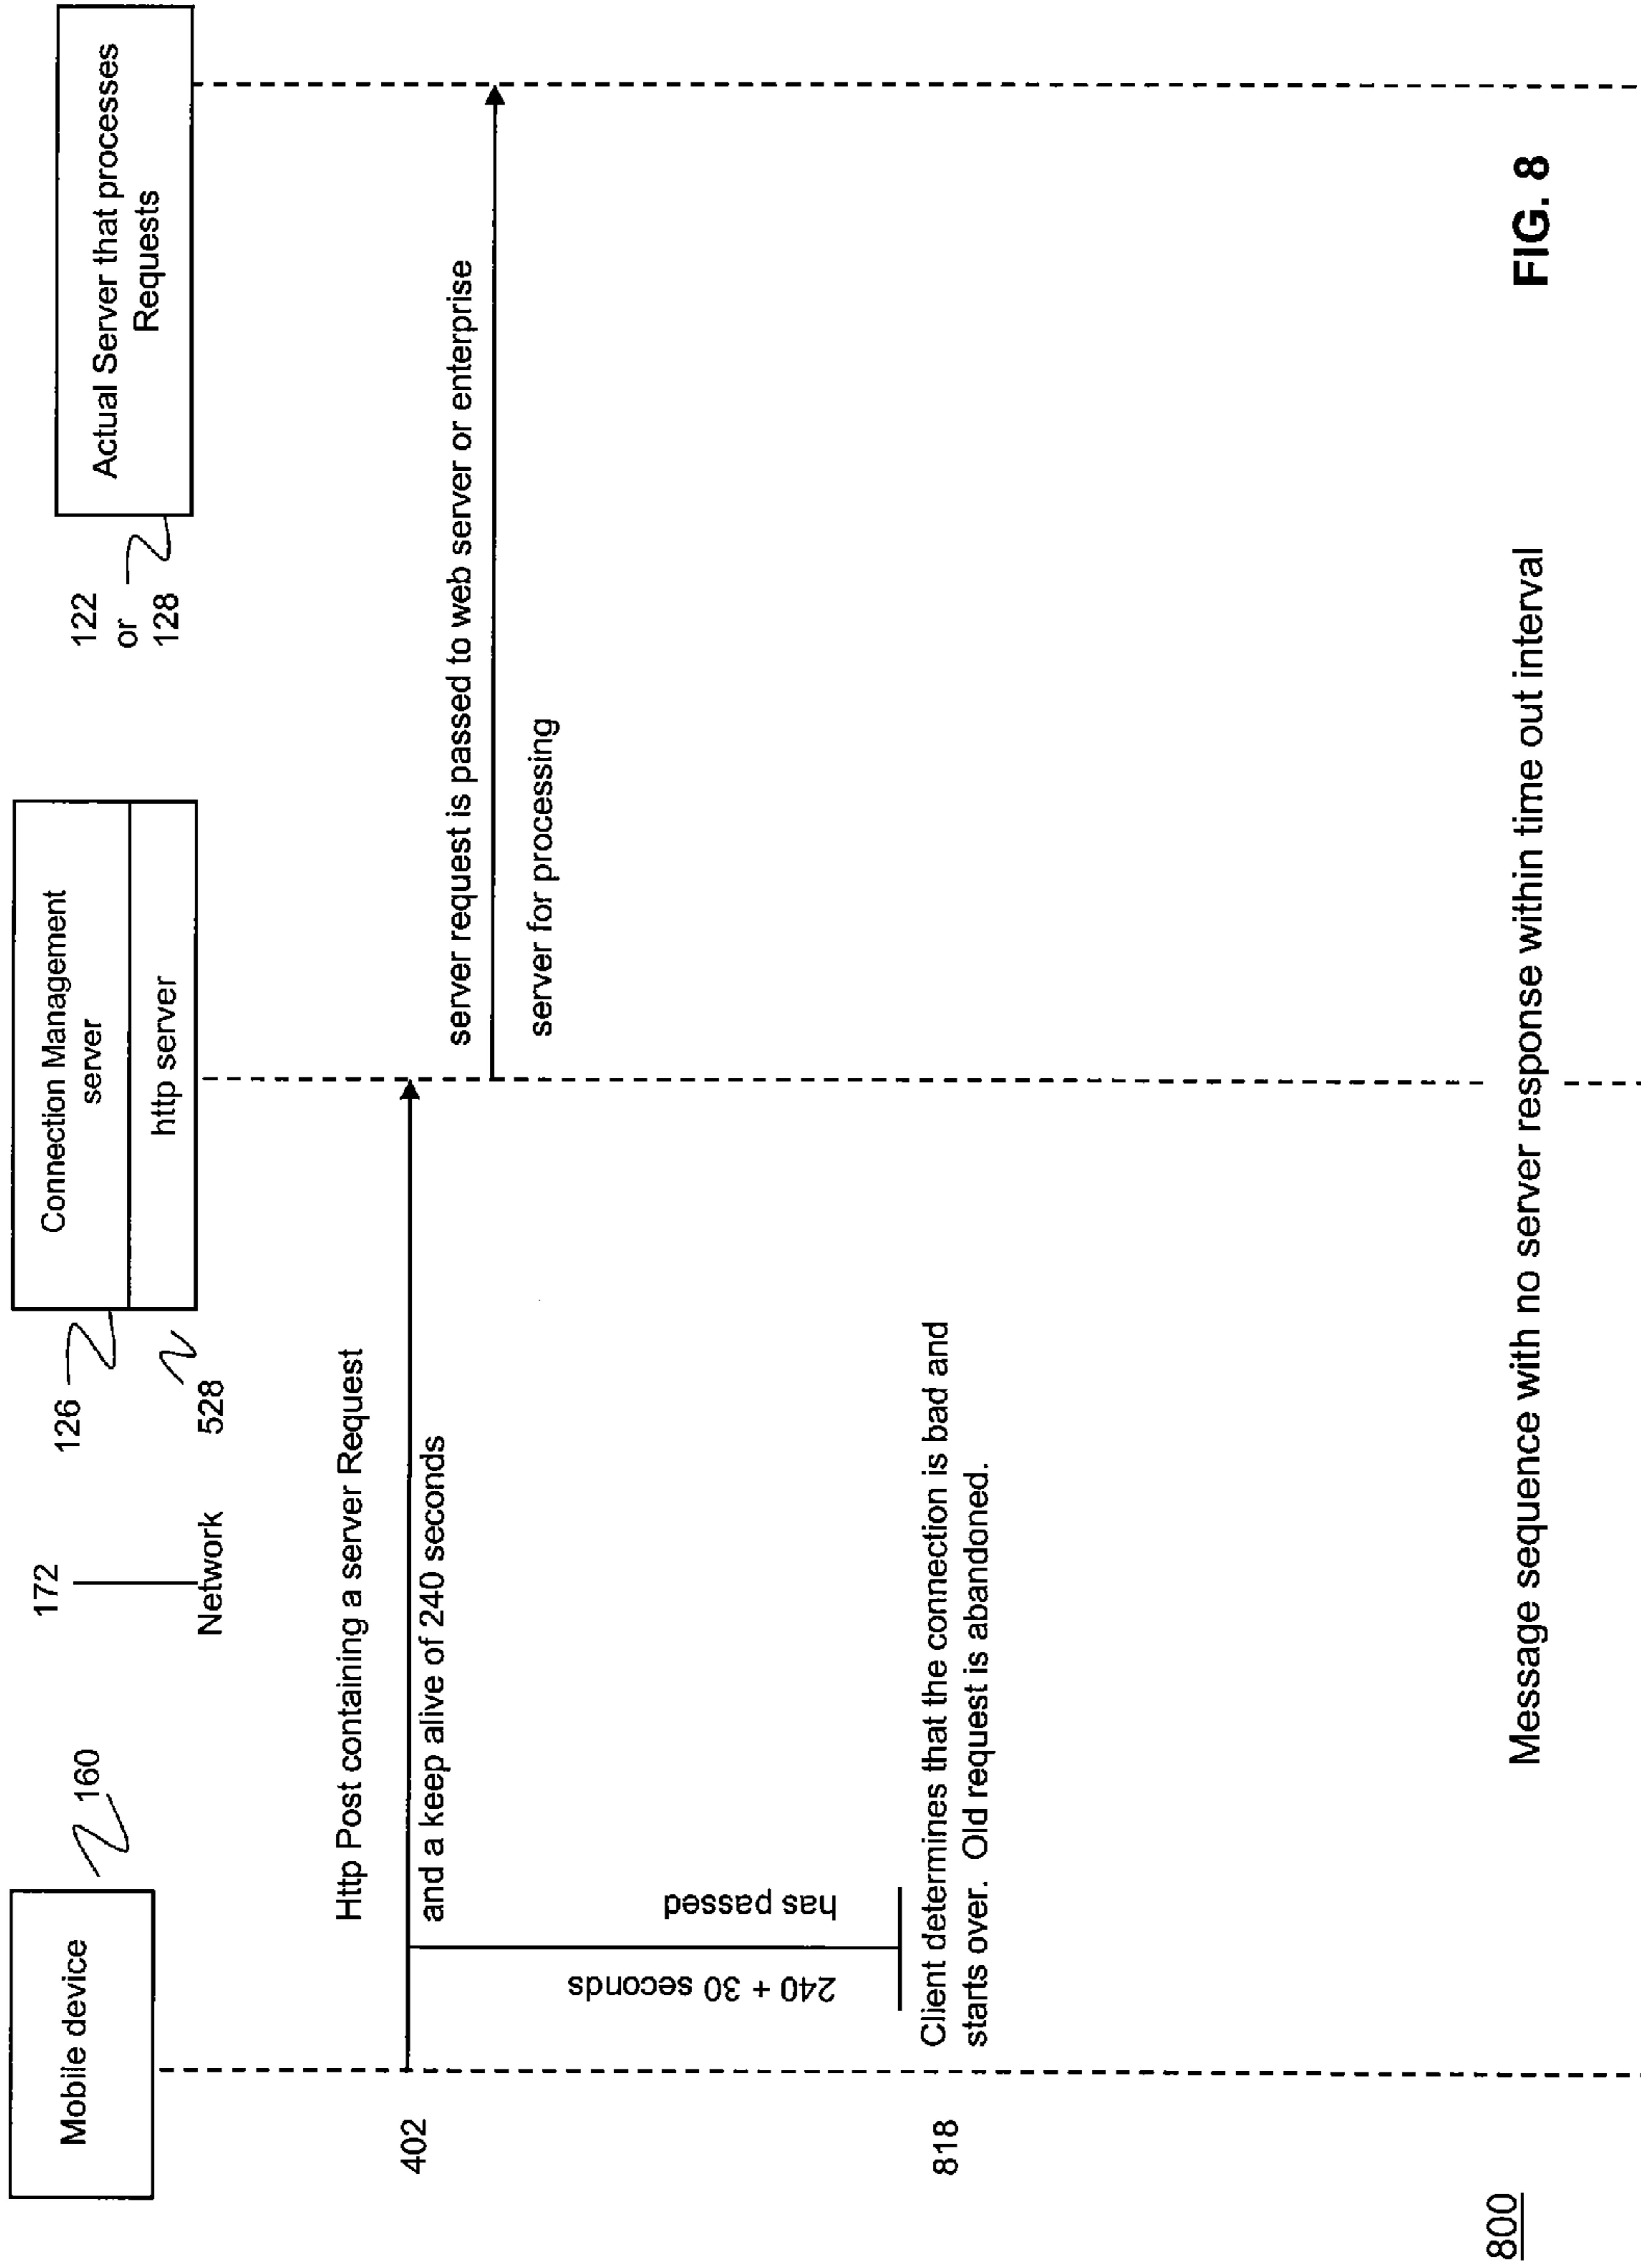 Mobile device
160
172
Network
126
528
Connection Management
server
http server
122
or
128
Actual Server that processes
Requests
402
Http Post containing a server Request
and a keep alive of 240 seconds
server request is passed to web server or enterprise
server for processing
240 + 30 seconds
has passed
818
Client determines that the connection is bad and
starts over. Old request is abandoned.
800
Message sequence with no server response within time out interval
FIG. 8